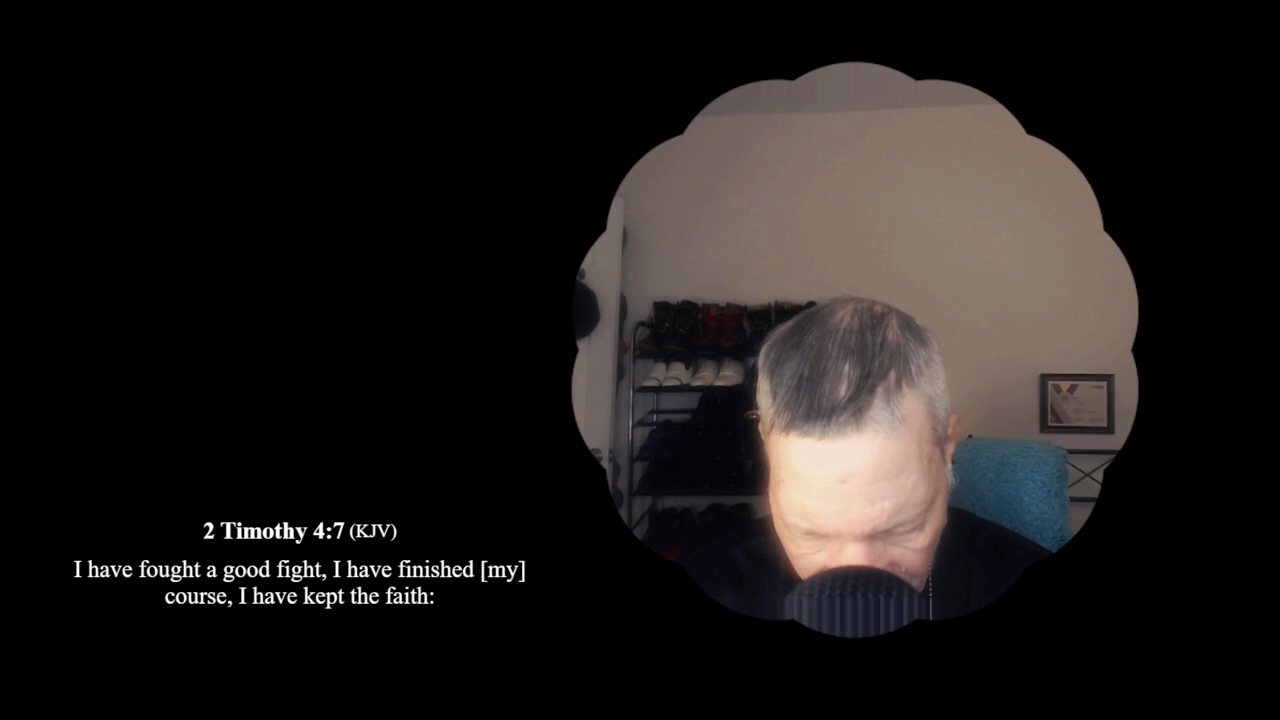 2 Timothy 4:7 (KJV)
I have fought a good fight, I have finished [my]
course, I have kept the faith: